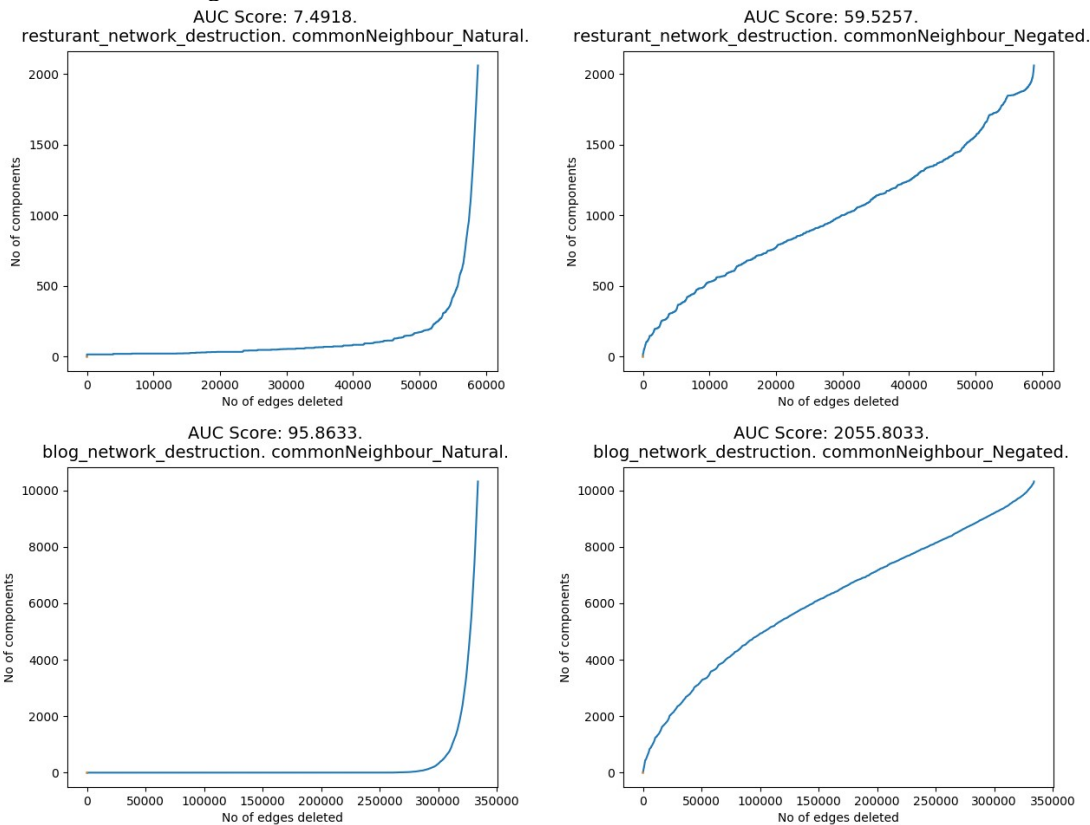 AUC Score: 7.4918.
resturant_network_destruction. commonNeighbour_Natural.
2000
1500
1000
500
0
No of components
0 10000 20000 30000 40000 50000 60000
No of edges deleted
AUC Score: 59.5257.
resturant_network_destruction. commonNeighbour_Negated.
2000
1500
1000
500
0
No of components
0 10000 20000 30000 40000 50000 60000
No of edges deleted
AUC Score: 95.8633.
blog_network_destruction. commonNeighbour_Natural.
10000
8000
6000
4000
2000
0
No of components
0 50000 100000 150000 200000 250000 300000 350000
No of edges deleted
AUC Score: 2055.8033.
blog_network_destruction. commonNeighbour_Negated.
10000
8000
6000
4000
2000
0
No of components
0 50000 100000 150000 200000 250000 300000 350000
No of edges deleted